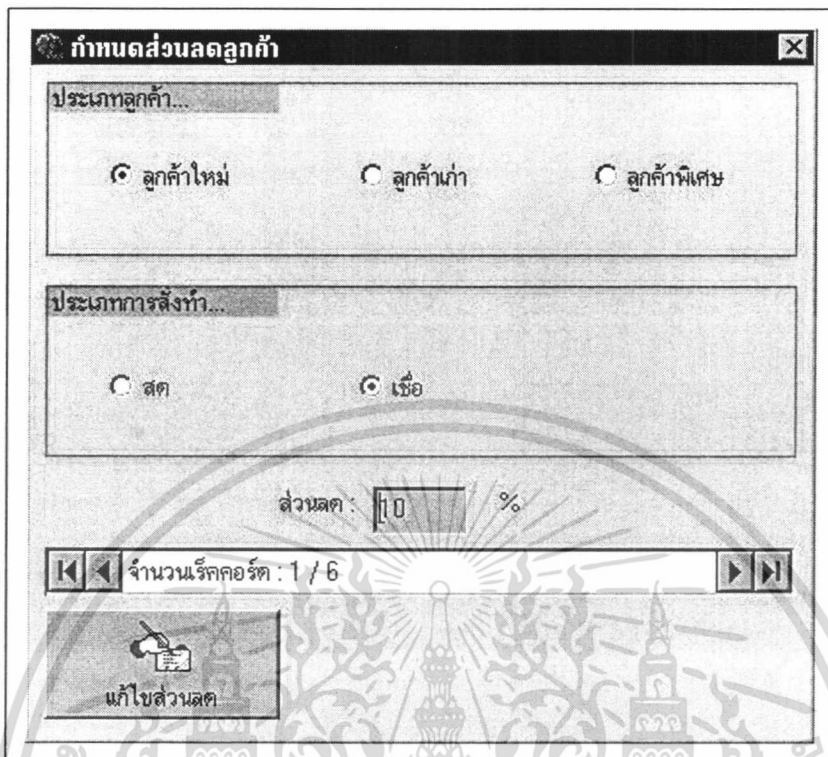 กำหนดส่วนลดลูกค้า
ประเภทลูกค้า...
ลูกค้าใหม่ ลูกค้าเก่า ลูกค้าพิเศษ
ประเภทการสั่งทำ...
สด เชื่อ
ส่วนลด : 10 %
จำนวนเร็คคอร์ด : 1 / 6
แก้ไขส่วนลด